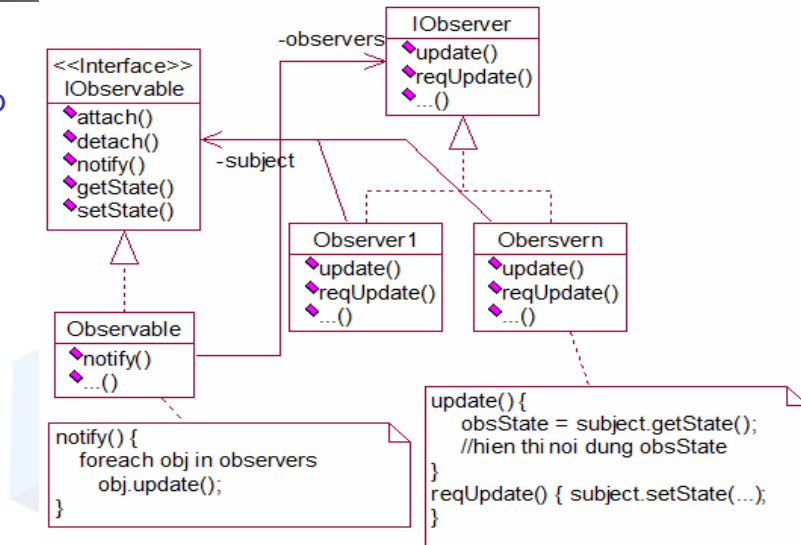 IObserver
update()
reqUpdate()
...()
-observers
<<Interface>>
IObservable
attach()
detach()
notify()
getState()
setState()
-subject
Observer1
update()
reqUpdate()
...()
Obersvern
update()
reqUpdate()
...()
Observable
notify()
...()
notify() {
foreach obj in observers
obj.update();
}
update() {
obsState = subject.getState();
//hien thi noi dung obsState
}
reqUpdate() { subject.setState(...);
}